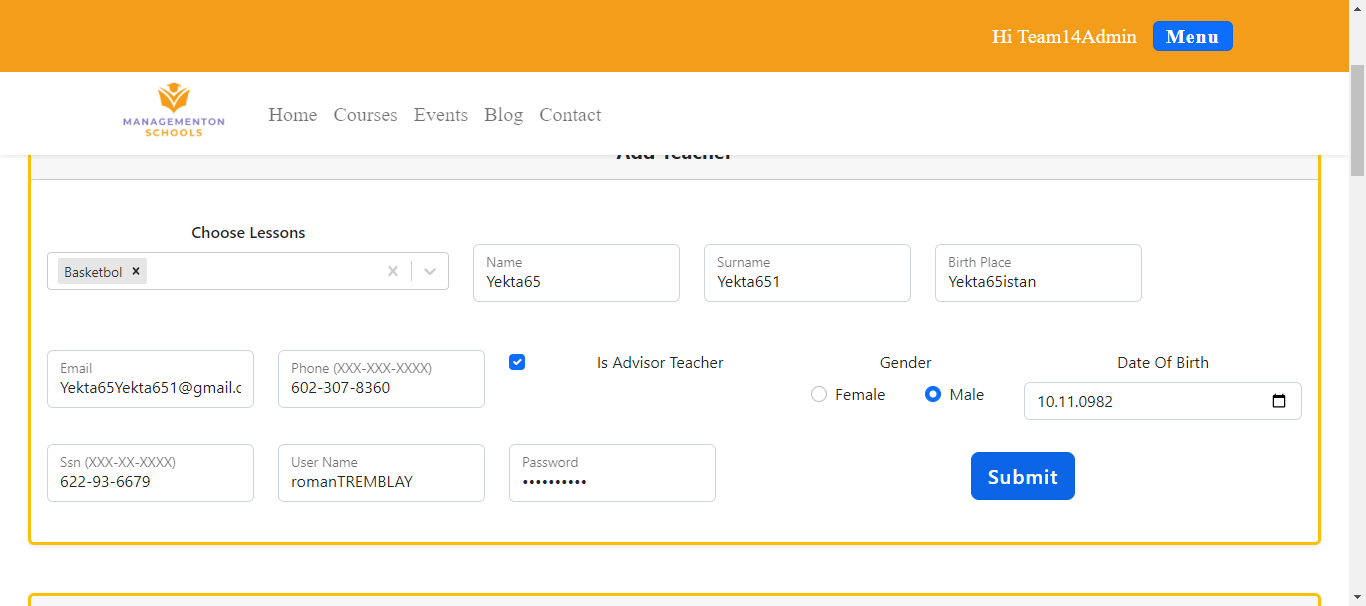 Hi Team14Admin Menu
MANAGEMENTON
SCHOOLS
Home Courses Events Blog Contact
Add Teacher
Choose Lessons
Basketbol
Name
Yekta65
Surname
Yekta651
Birth Place
Yekta65istan
Email
Yekta65Yekta651@gmail.c
Phone (XXX-XXX-XXXX)
602-307-8360
Is Advisor Teacher
Gender
Female Male
Date Of Birth
10.11.0982
Ssn (XXX-XX-XXXX)
622-93-6679
User Name
romanTREMBLAY
Password
••••••••••
Submit